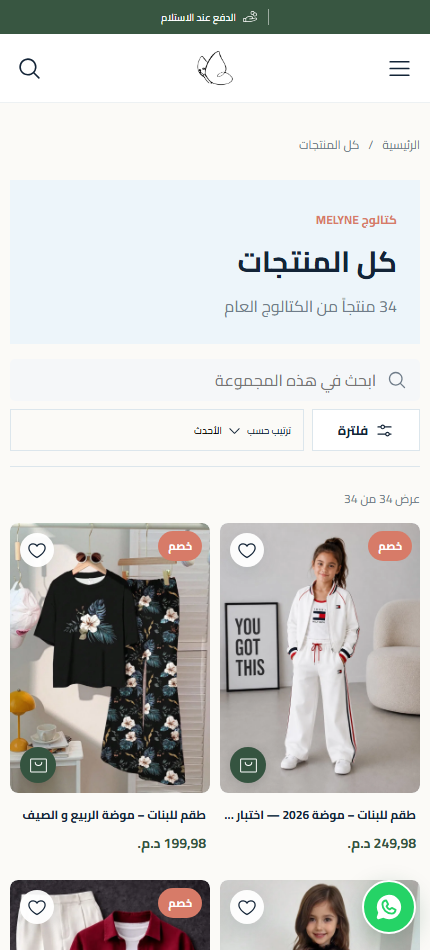 الدفع عند الاستلام
الرئيسية / كل المنتجات
كتالوج MELYNE
كل المنتجات
34 منتجاً من الكتالوج العام
ابحث في هذه المجموعة
فلترة
ترتيب حسب الأحدث
عرض 34 من 34
خصم
YOU
GOT
THIS
طقم للبنات – موضة 2026 — اختبار ...
249,98 د.م.
خصم
طقم للبنات – موضة الربيع و الصيف
199,98 د.م.
خصم